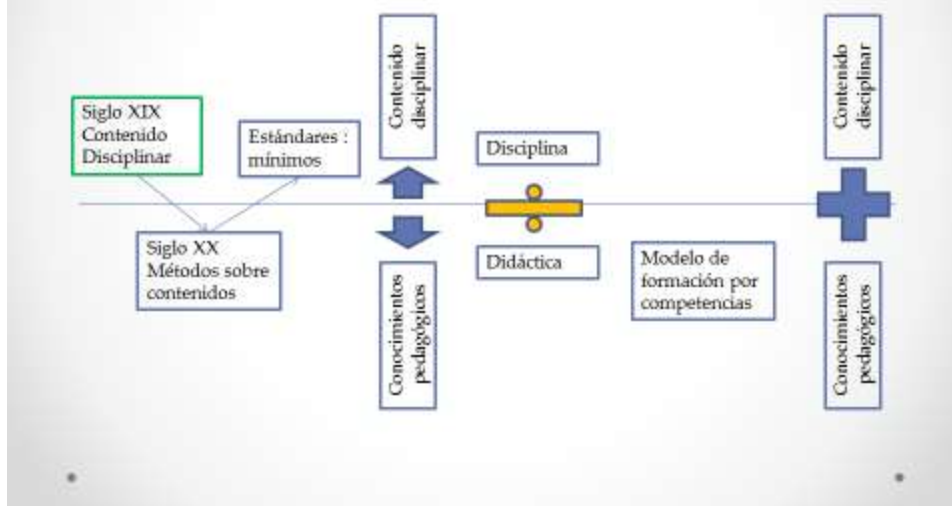 Siglo XIX
Contenido
Disciplinar
Siglo XX
Métodos sobre
contenidos
Estándares :
mínimos
Contenido
disciplinar
Conocimientos
pedagógicos
Disciplina
Didáctica
Modelo de
formación por
competencias
Contenido
disciplinar
Conocimientos
pedagógicos